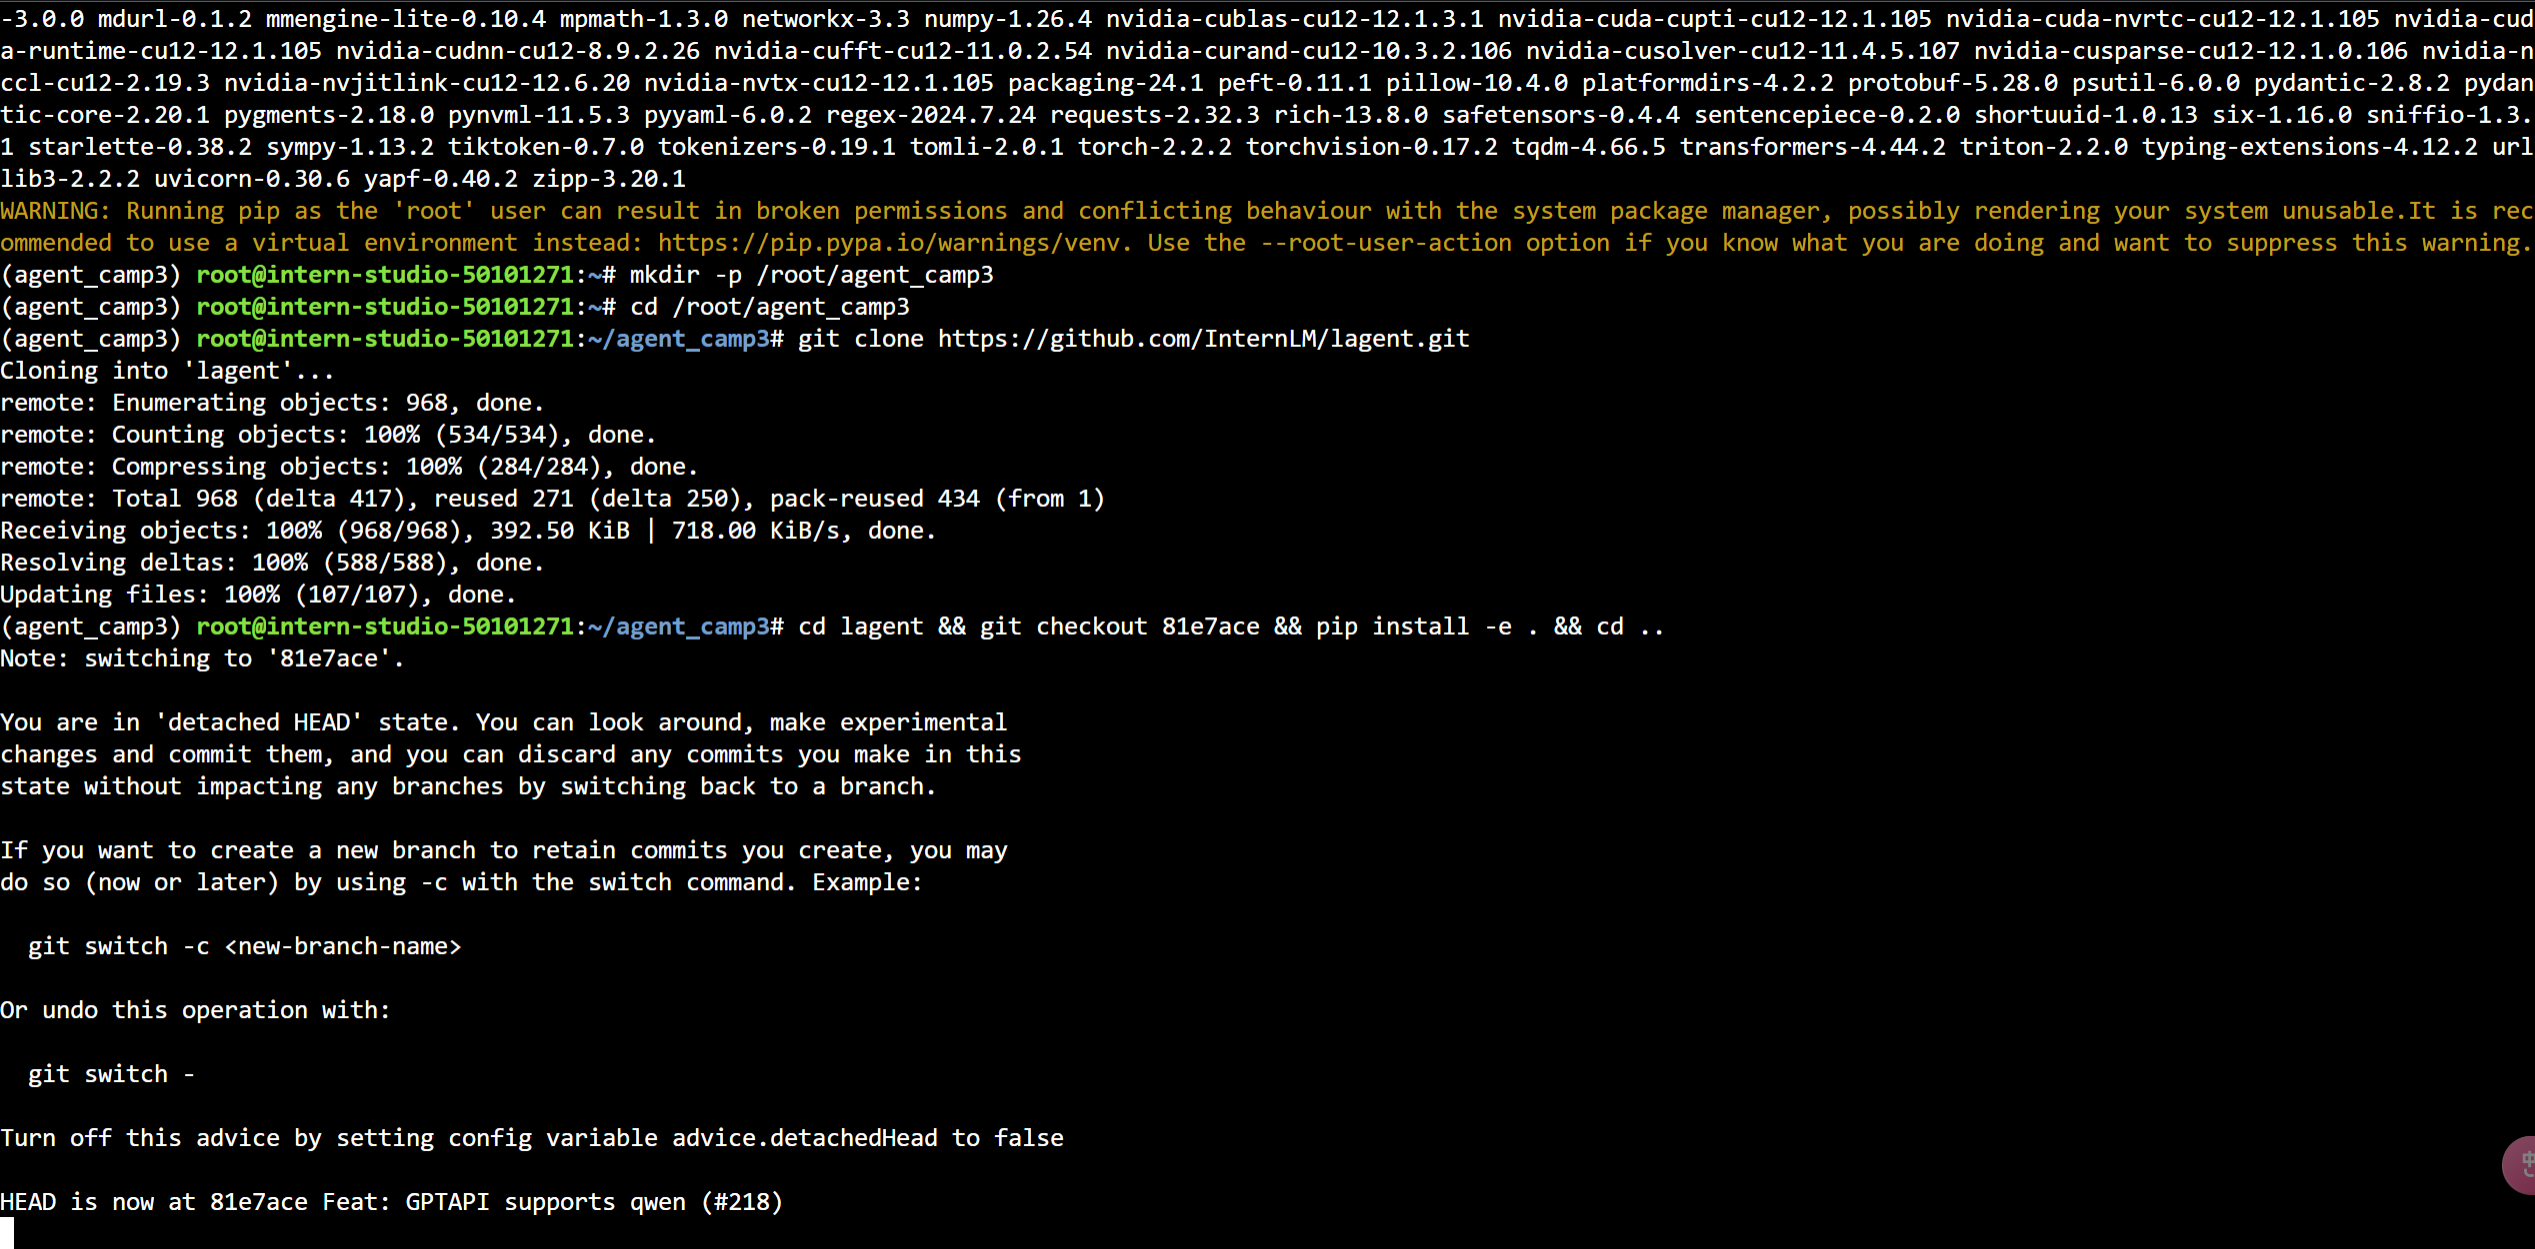 -3.0.0 mdurl-0.1.2 mmengine-lite-0.10.4 mpmath-1.3.0 networkx-3.3 numpy-1.26.4 nvidia-cublas-cu12-12.1.3.1 nvidia-cuda-cupti-cu12-12.1.105 nvidia-cuda-nvrtc-cu12-12.1.105 nvidia-cud
a-runtime-cu12-12.1.105 nvidia-cudnn-cu12-8.9.2.26 nvidia-cufft-cu12-11.0.2.54 nvidia-curand-cu12-10.3.2.106 nvidia-cusolver-cu12-11.4.5.107 nvidia-cusparse-cu12-12.1.0.106 nvidia-n
ccl-cu12-2.19.3 nvidia-nvjitlink-cu12-12.6.20 nvidia-nvtx-cu12-12.1.105 packaging-24.1 peft-0.11.1 pillow-10.4.0 platformdirs-4.2.2 protobuf-5.28.0 psutil-6.0.0 pydantic-2.8.2 pydan
tic-core-2.20.1 pygments-2.18.0 pynvml-11.5.3 pyyaml-6.0.2 regex-2024.7.24 requests-2.32.3 rich-13.8.0 safetensors-0.4.4 sentencepiece-0.2.0 shortuuid-1.0.13 six-1.16.0 sniffio-1.3.
1 starlette-0.38.2 sympy-1.13.2 tiktoken-0.7.0 tokenizers-0.19.1 tomli-2.0.1 torch-2.2.2 torchvision-0.17.2 tqdm-4.66.5 transformers-4.44.2 triton-2.2.0 typing-extensions-4.12.2 url
lib3-2.2.2 uvicorn-0.30.6 yapf-0.40.2 zipp-3.20.1
WARNING: Running pip as the 'root' user can result in broken permissions and conflicting behaviour with the system package manager, possibly rendering your system unusable.It is rec
ommended to use a virtual environment instead: https://pip.pypa.io/warnings/venv. Use the --root-user-action option if you know what you are doing and want to suppress this warning.
(agent_camp3) root@intern-studio-50101271:~# mkdir -p /root/agent_camp3
(agent_camp3) root@intern-studio-50101271:~# cd /root/agent_camp3
(agent_camp3) root@intern-studio-50101271:~/agent_camp3# git clone https://github.com/InternLM/lagent.git
Cloning into 'lagent'...
remote: Enumerating objects: 968, done.
remote: Counting objects: 100% (534/534), done.
remote: Compressing objects: 100% (284/284), done.
remote: Total 968 (delta 417), reused 271 (delta 250), pack-reused 434 (from 1)
Receiving objects: 100% (968/968), 392.50 KiB | 718.00 KiB/s, done.
Resolving deltas: 100% (588/588), done.
Updating files: 100% (107/107), done.
(agent_camp3) root@intern-studio-50101271:~/agent_camp3# cd lagent && git checkout 81e7ace && pip install -e . && cd ..
Note: switching to '81e7ace'.
You are in 'detached HEAD' state. You can look around, make experimental
changes and commit them, and you can discard any commits you make in this
state without impacting any branches by switching back to a branch.
If you want to create a new branch to retain commits you create, you may
do so (now or later) by using -c with the switch command. Example:
git switch -c <new-branch-name>
Or undo this operation with:
git switch -
Turn off this advice by setting config variable advice.detachedHead to false
HEAD is now at 81e7ace Feat: GPTAPI supports qwen (#218)